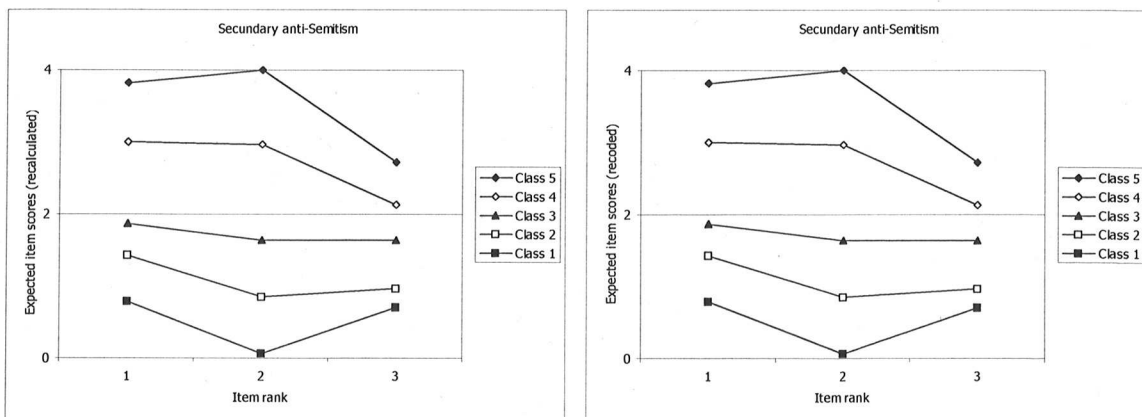 Secundary anti-Semitism
4
2
0
Expected item scores (recalculated)
1 2 3
Item rank
Class 5
Class 4
Class 3
Class 2
Class 1
Secundary anti-Semitism
4
2
0
Expected item scores (recoded)
1 2 3
Item rank
Class 5
Class 4
Class 3
Class 2
Class 1